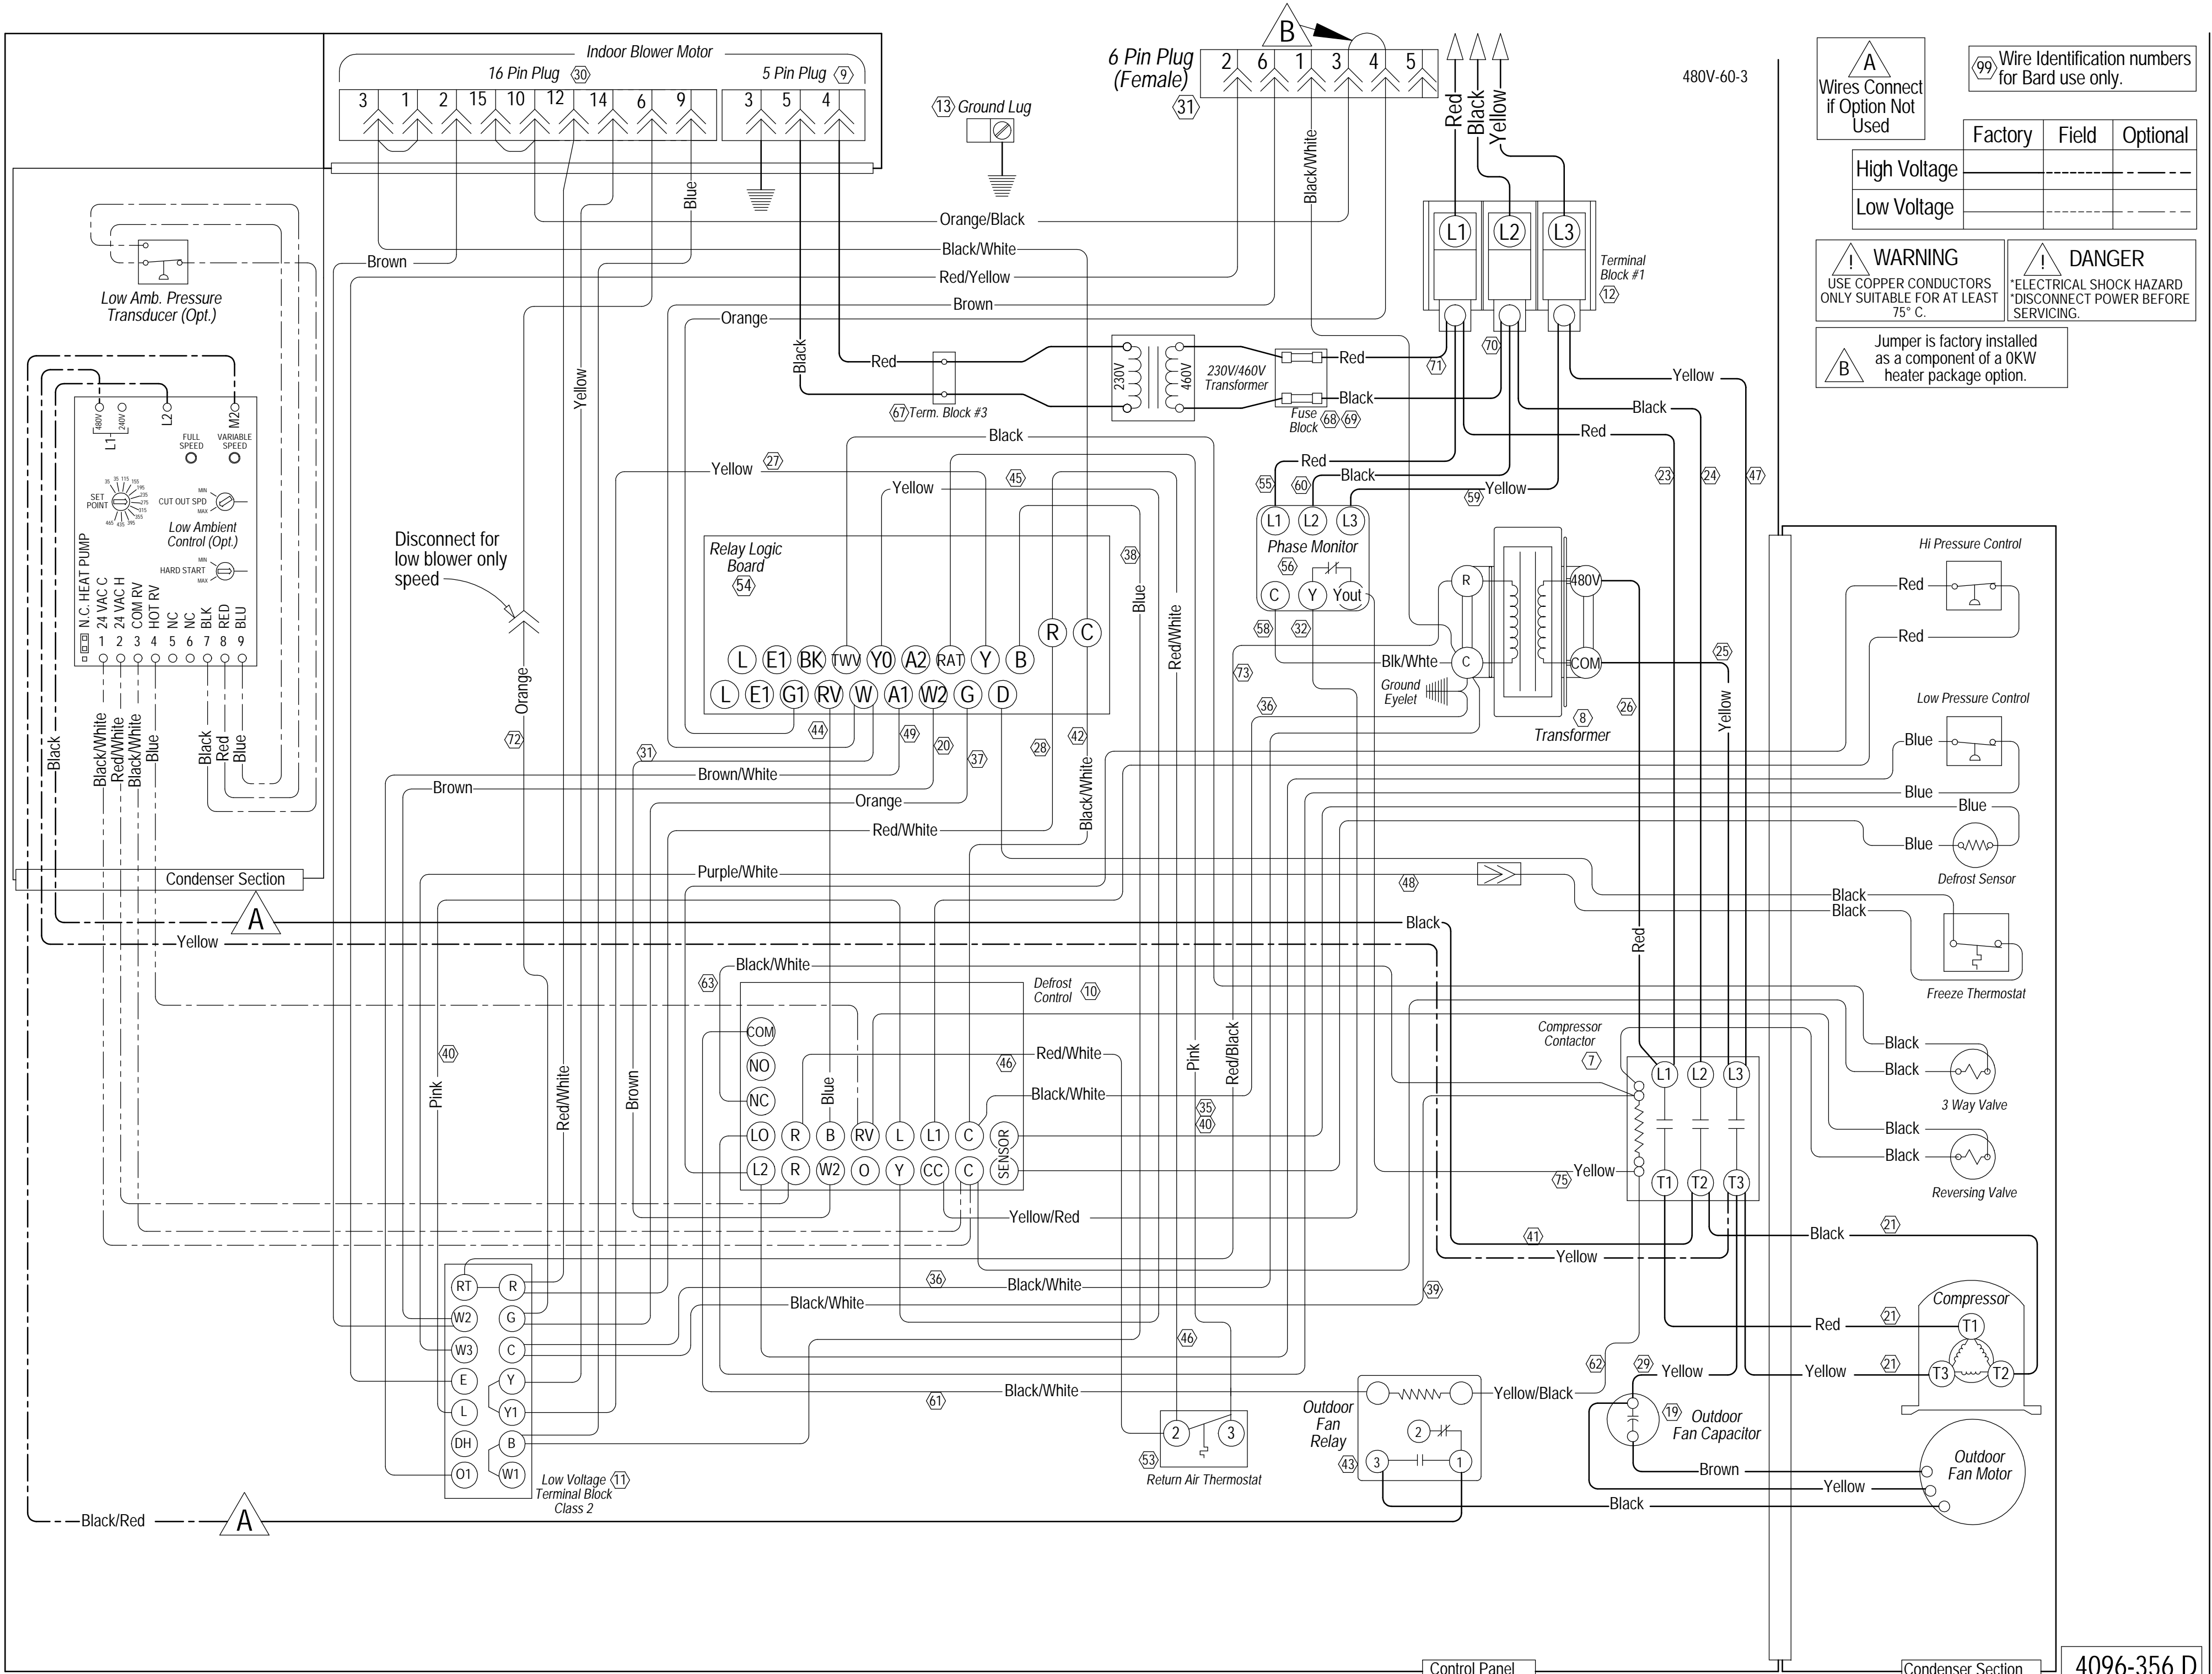 Indoor Blower Motor
16 Pin Plug 30
5 Pin Plug 9
3 1 2 15 10 12 14 6 9
3 5 4
13 Ground Lug
6 Pin Plug
(Female)
31
B
2 6 1 3 4 5
Red
Black
Yellow
480V-60-3
A
Wires Connect
if Option Not
Used
99 Wire Identification numbers
for Bard use only.
Factory Field Optional
High Voltage
Low Voltage
! WARNING
USE COPPER CONDUCTORS
ONLY SUITABLE FOR AT LEAST
75° C.
! DANGER
*ELECTRICAL SHOCK HAZARD
*DISCONNECT POWER BEFORE
SERVICING.
B
Jumper is factory installed
as a component of a 0KW
heater package option.
L1 L2 L3
Terminal
Block #1
12
Blue
Black/White
Orange/Black
Black/White
Brown
Red/Yellow
Brown
Orange
Low Amb. Pressure
Transducer (Opt.)
Black
Red
67 Term. Block #3
230V
460V
230V/460V
Transformer
Red
Black
Fuse
Block 68 69
71
70
Yellow
Black
Red
480V
240V
L1
L2
M2
FULL
SPEED
VARIABLE
SPEED
SET
POINT
35 35 115 155
195
235
275
315
355
465 435 395
MIN
CUT OUT SPD
MAX
Low Ambient
Control (Opt.)
MIN
HARD START
MAX
N.C. HEAT PUMP
24 VAC C
24 VAC H
COM RV
HOT RV
NC
NC
BLK
RED
BLU
1 2 3 4 5 6 7 8 9
Black
Black/White
Red/White
Black/White
Blue
Black
Red
Blue
Condenser Section
A
Yellow
Yellow
Black
Yellow 27
45
Yellow
Disconnect for
low blower only
speed
Orange
72
Relay Logic
Board
54
38
Blue
R C
L E1 BK TWV Y0 A2 RAT Y B
L E1 G1 RV W A1 W2 G D
31
44
49
20
37
28
42
Red/White
73
36
Brown/White
Brown
Orange
Red/White
Black/White
Red
Black
Yellow
55
60
59
L1 L2 L3
Phase Monitor
56
C Y Yout
58
32
Blk/Whte
Ground
Eyelet
R
C
480V
COM
8
Transformer
23
24
47
25
26
Yellow
Red
Hi Pressure Control
Red
Red
Low Pressure Control
Blue
Blue
Blue
Blue
Defrost Sensor
Black
Black
Freeze Thermostat
Black
Black
3 Way Valve
Black
Black
Reversing Valve
Purple/White
48
Black
Black/White
63
Defrost
Control 10
COM
NO
NC
LO R B RV L L1 C
L2 R W2 O Y CC C
SENSOR
Blue
Red/White
46
Black/White
Pink
Red/Black
35
40
40
Pink
Red/White
Brown
Yellow/Red
Compressor
Contactor
7
L1 L2 L3
T1 T2 T3
Yellow
75
41
Yellow
Black 21
Red 21
Yellow 21
Compressor
T1
T3 T2
RT R
W2 G
W3 C
E Y
L Y1
DH B
O1 W1
Low Voltage 11
Terminal Block
Class 2
36
Black/White
Black/White
39
46
Black/White
61
2 3
53
Return Air Thermostat
Outdoor
Fan
Relay
43
2
3 1
Yellow/Black
62
29
Yellow
19 Outdoor
Fan Capacitor
Brown
Yellow
Black
Outdoor
Fan Motor
Black/Red
A
Control Panel
Condenser Section
4096-356 D